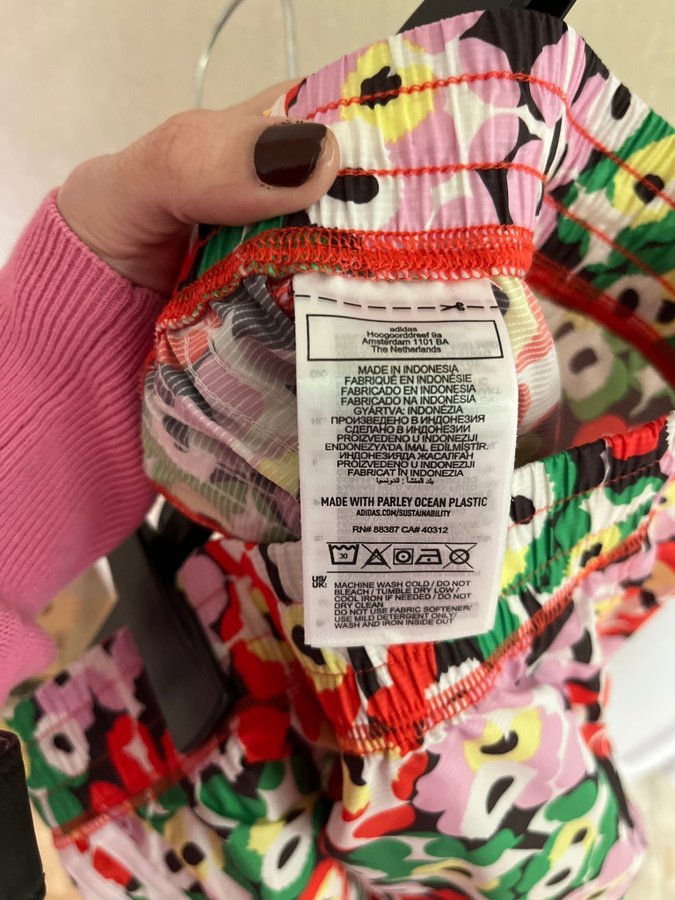 adidas
Hoogoorddreef 9a
Amsterdam 1101 BA
The Netherlands
MADE IN INDONESIA
FABRIQUÉ EN INDONÉSIE
FABRICADO EN INDONESIA
FABRICADO NA INDONÉSIA
GYÁRTVA: INDONÉZIA
ПРОИЗВЕДЕНО В ИНДОНЕЗИЯ
СДЕЛАНО В ИНДОНЕЗИИ
PROIZVEDENO U INDONEZIJI
ENDONEZYA'DA İMAL EDİLMİŞTİR.
ИНДОНЕЗИЯДА ЖАСАЛҒАН
PROIZVEDENO U INDONEZIJI
FABRICAT ÎN INDONEZIA
بلد المنشأ : اندونيسيا
MADE WITH PARLEY OCEAN PLASTIC
ADIDAS.COM/SUSTAINABILITY
RN# 88387 CA# 40312
30
US/UK: MACHINE WASH COLD / DO NOT
BLEACH / TUMBLE DRY LOW /
COOL IRON IF NEEDED / DO NOT
DRY CLEAN
DO NOT USE FABRIC SOFTENER/
USE MILD DETERGENT ONLY/
WASH AND IRON INSIDE OUT